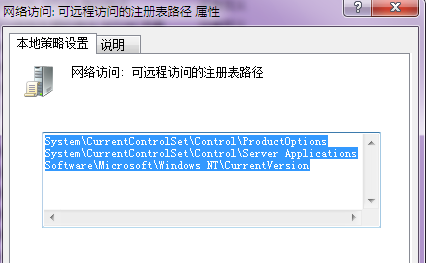 网络访问: 可远程访问的注册表路径 属性
本地策略设置 说明
网络访问: 可远程访问的注册表路径
System\CurrentControlSet\Control\ProductOptions
System\CurrentControlSet\Control\Server Applications
Software\Microsoft\Windows NT\CurrentVersion